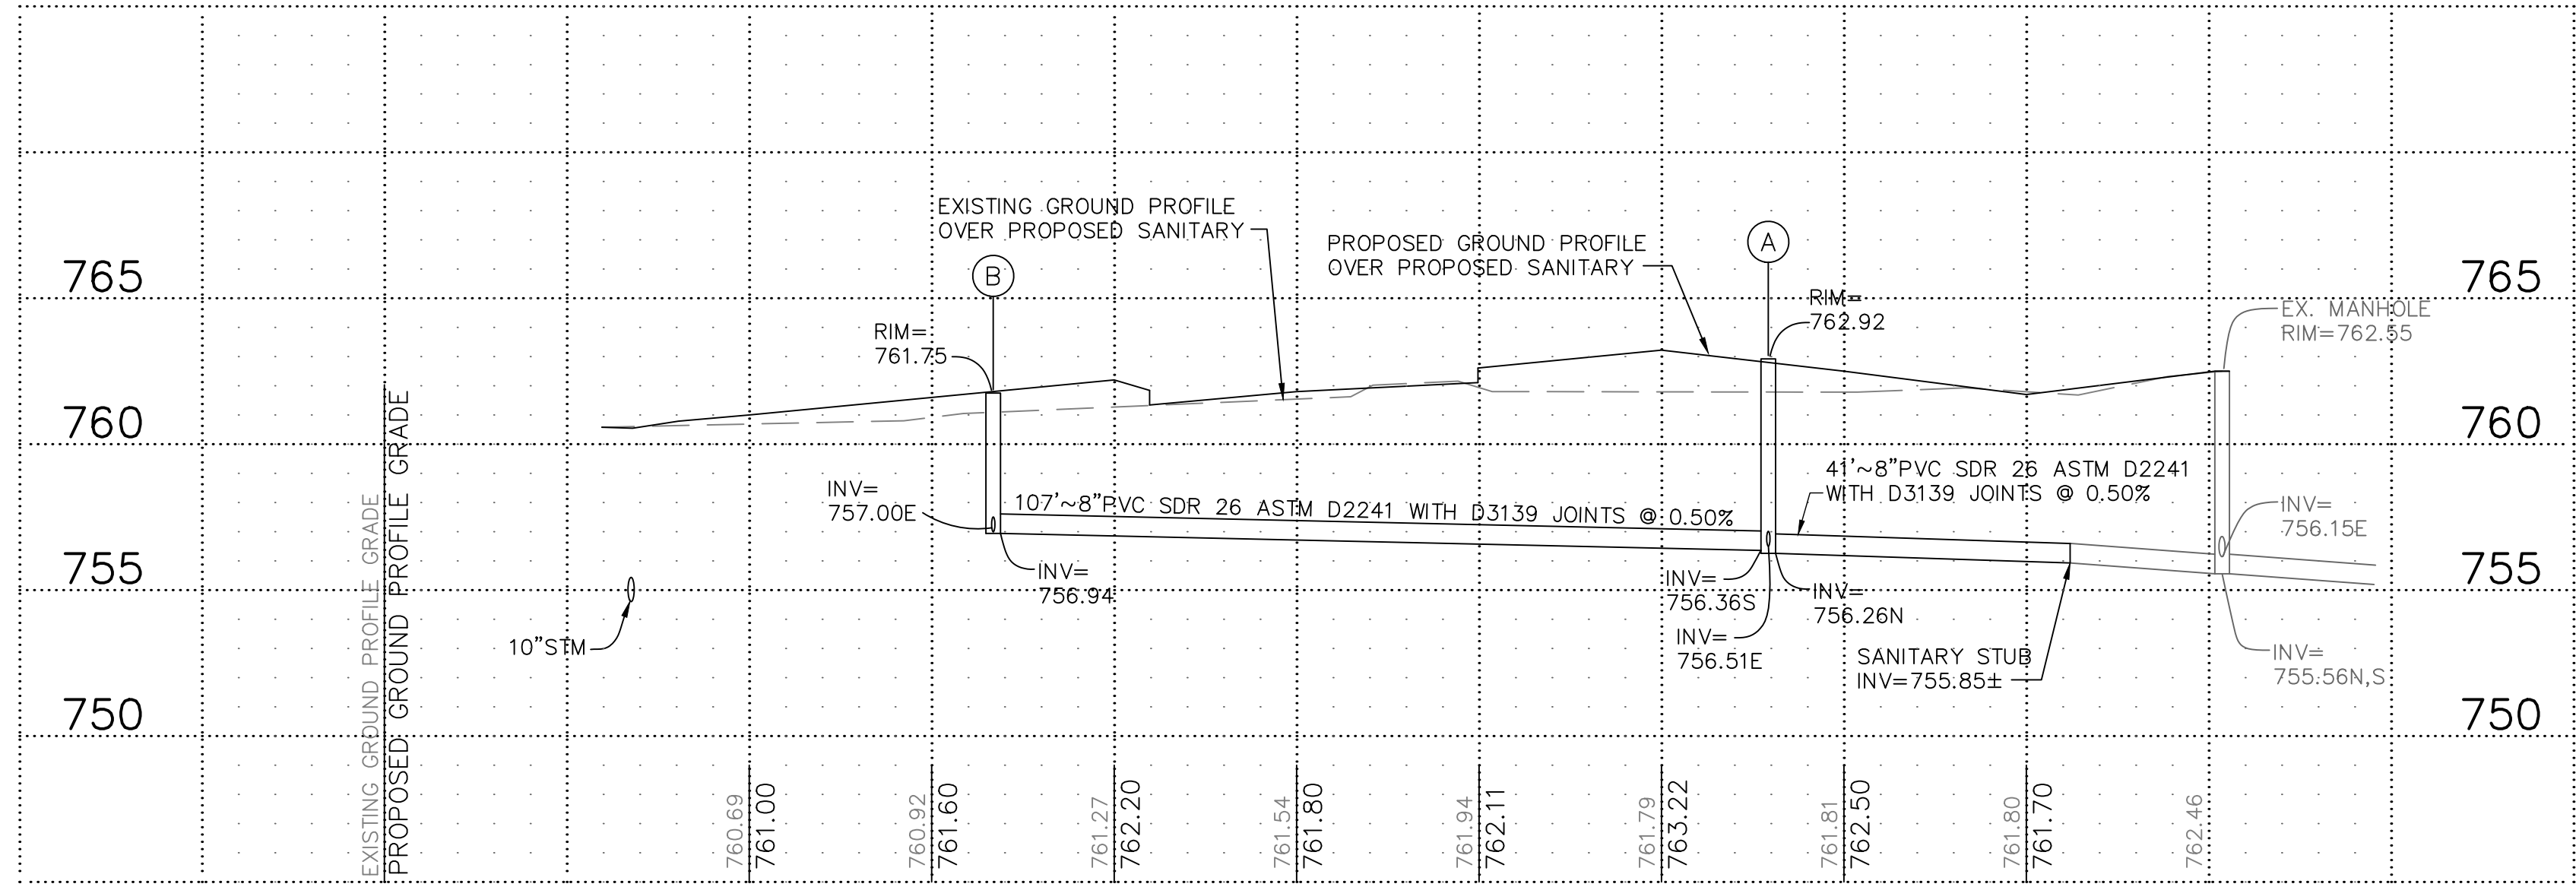 EXISTING GROUND PROFILE
OVER PROPOSED SANITARY
PROPOSED GROUND PROFILE
OVER PROPOSED SANITARY
A
B
765
765
RIM=
762.92
EX. MANHOLE
RIM=762.55
RIM=
761.75
760
760
41'~8"PVC SDR 26 ASTM D2241
WITH D3139 JOINTS @ 0.50%
INV=
757.00E
107'~8"PVC SDR 26 ASTM D2241 WITH D3139 JOINTS @ 0.50%
INV=
756.15E
755
755
INV=
756.94
INV=
756.36S
INV=
756.26N
INV=
756.51E
10"STM
SANITARY STUB
INV=755.85±
INV=
755.56N,S
750
750
EXISTING GROUND PROFILE GRADE
PROPOSED GROUND PROFILE GRADE
760.69
761.00
760.92
761.60
761.27
762.20
761.54
761.80
761.94
762.11
761.79
763.22
761.81
762.50
761.80
761.70
762.46